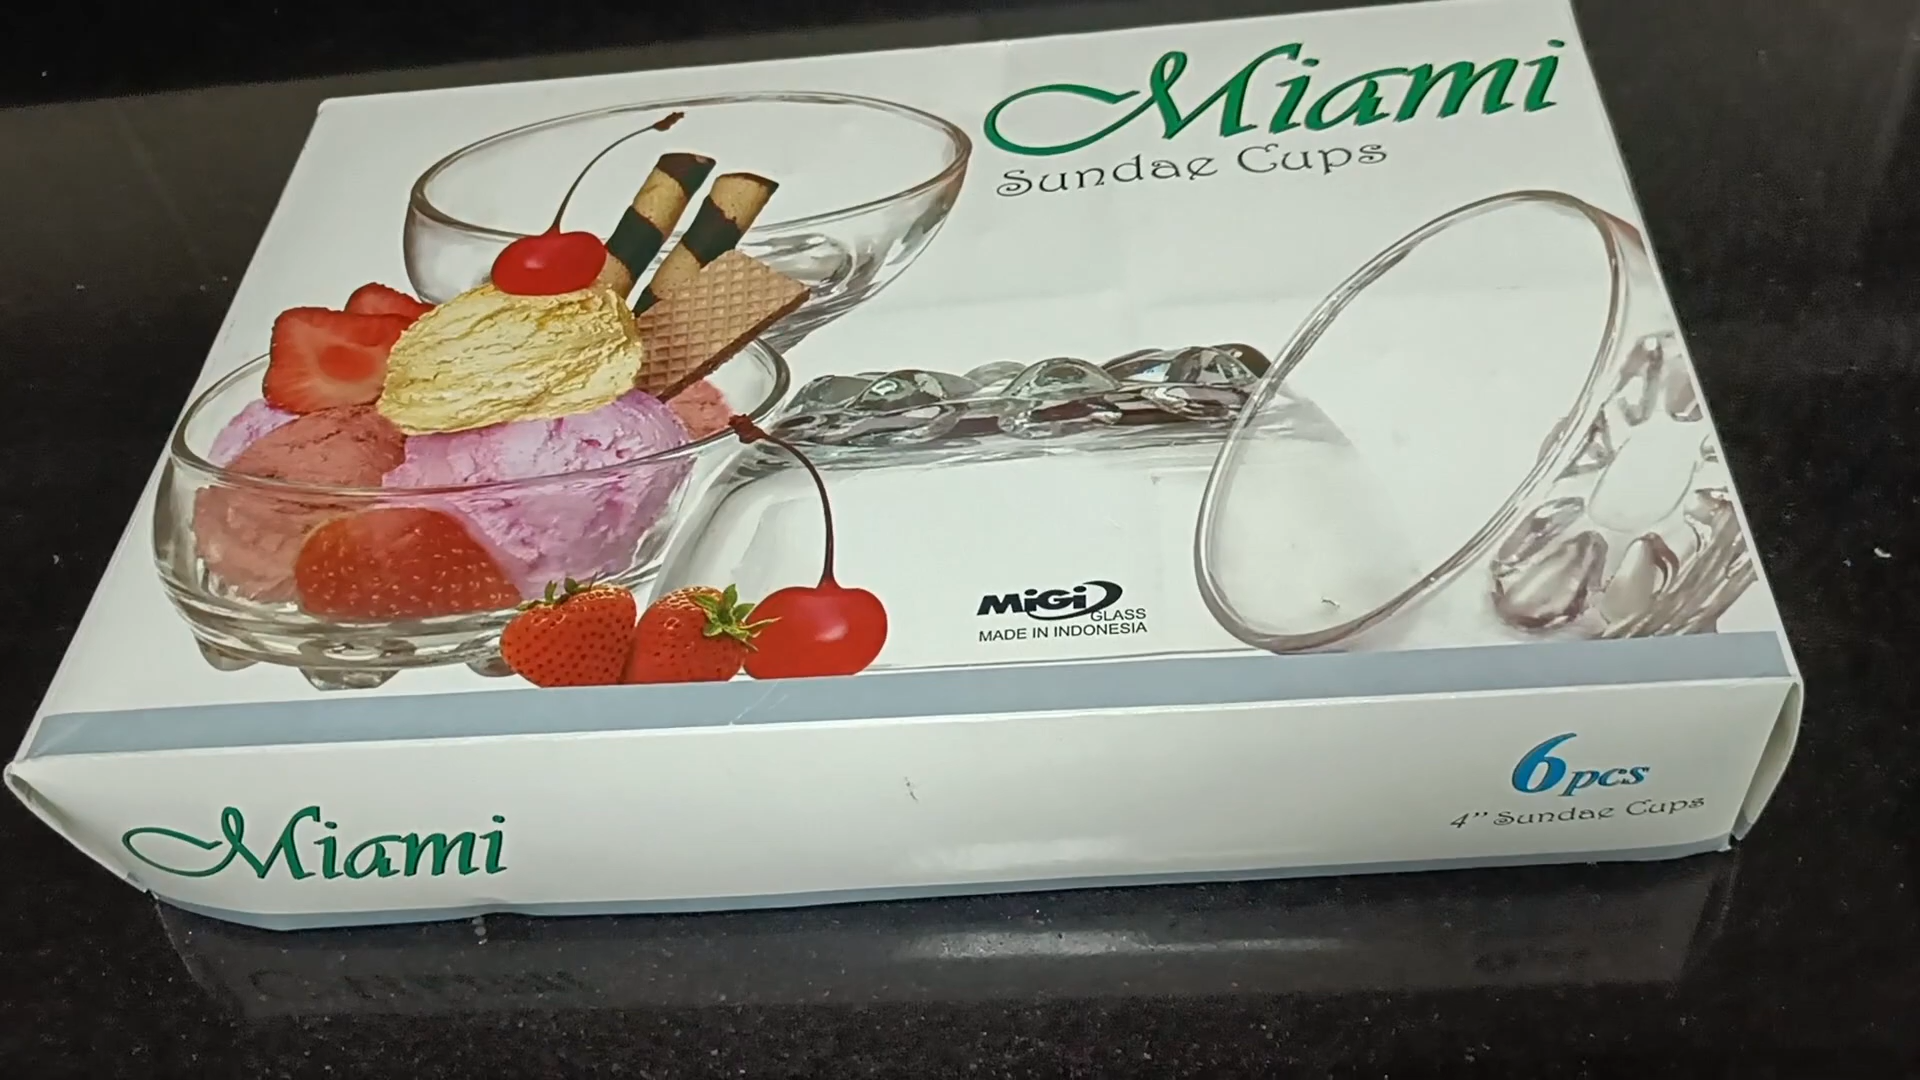 Miami
Sundae Cups
MiGi
GLASS
MADE IN INDONESIA
Miami
6pcs
4" Sundae Cups